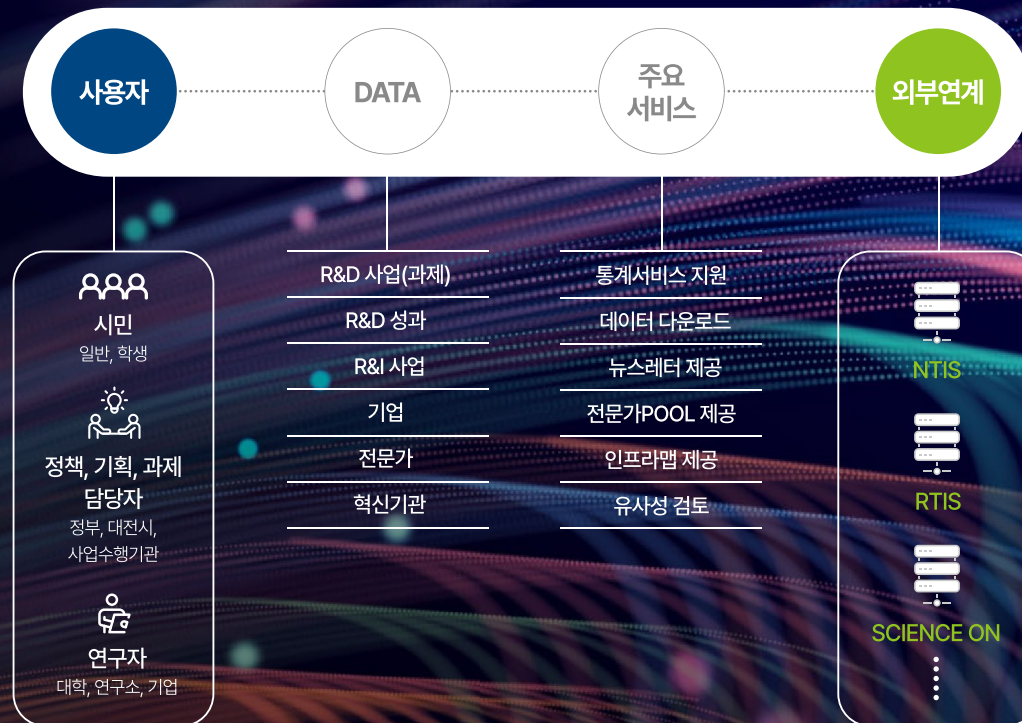 사용자
DATA
주요
서비스
외부연계
시민
일반, 학생
정책, 기획, 과제
담당자
정부, 대전시,
사업수행기관
연구자
대학, 연구소, 기업
R&D 사업(과제)
R&D 성과
R&I 사업
기업
전문가
혁신기관
통계서비스 지원
데이터 다운로드
뉴스레터 제공
전문가POOL 제공
인프라맵 제공
유사성 검토
NTIS
RTIS
SCIENCE ON